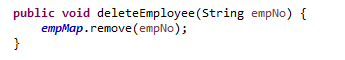 public void deleteEmployee(String empNo) {
    empMap.remove(empNo);
}